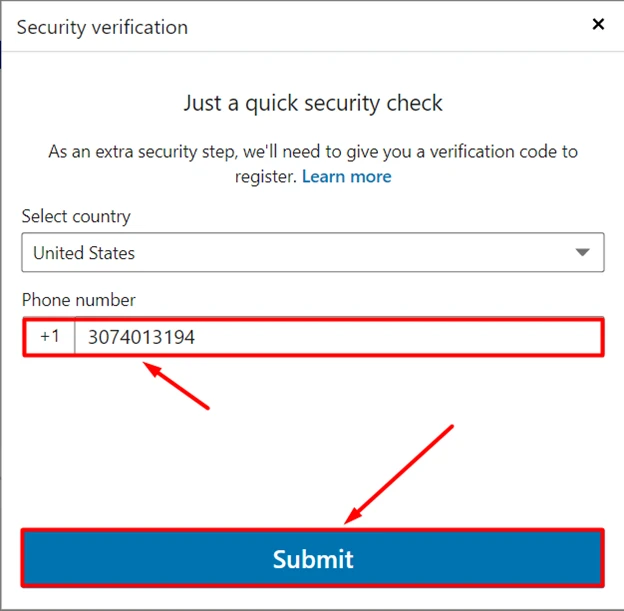 Security verification
×
Just a quick security check
As an extra security step, we'll need to give you a verification code to
register. Learn more
Select country
United States
Phone number
+1 3074013194
Submit